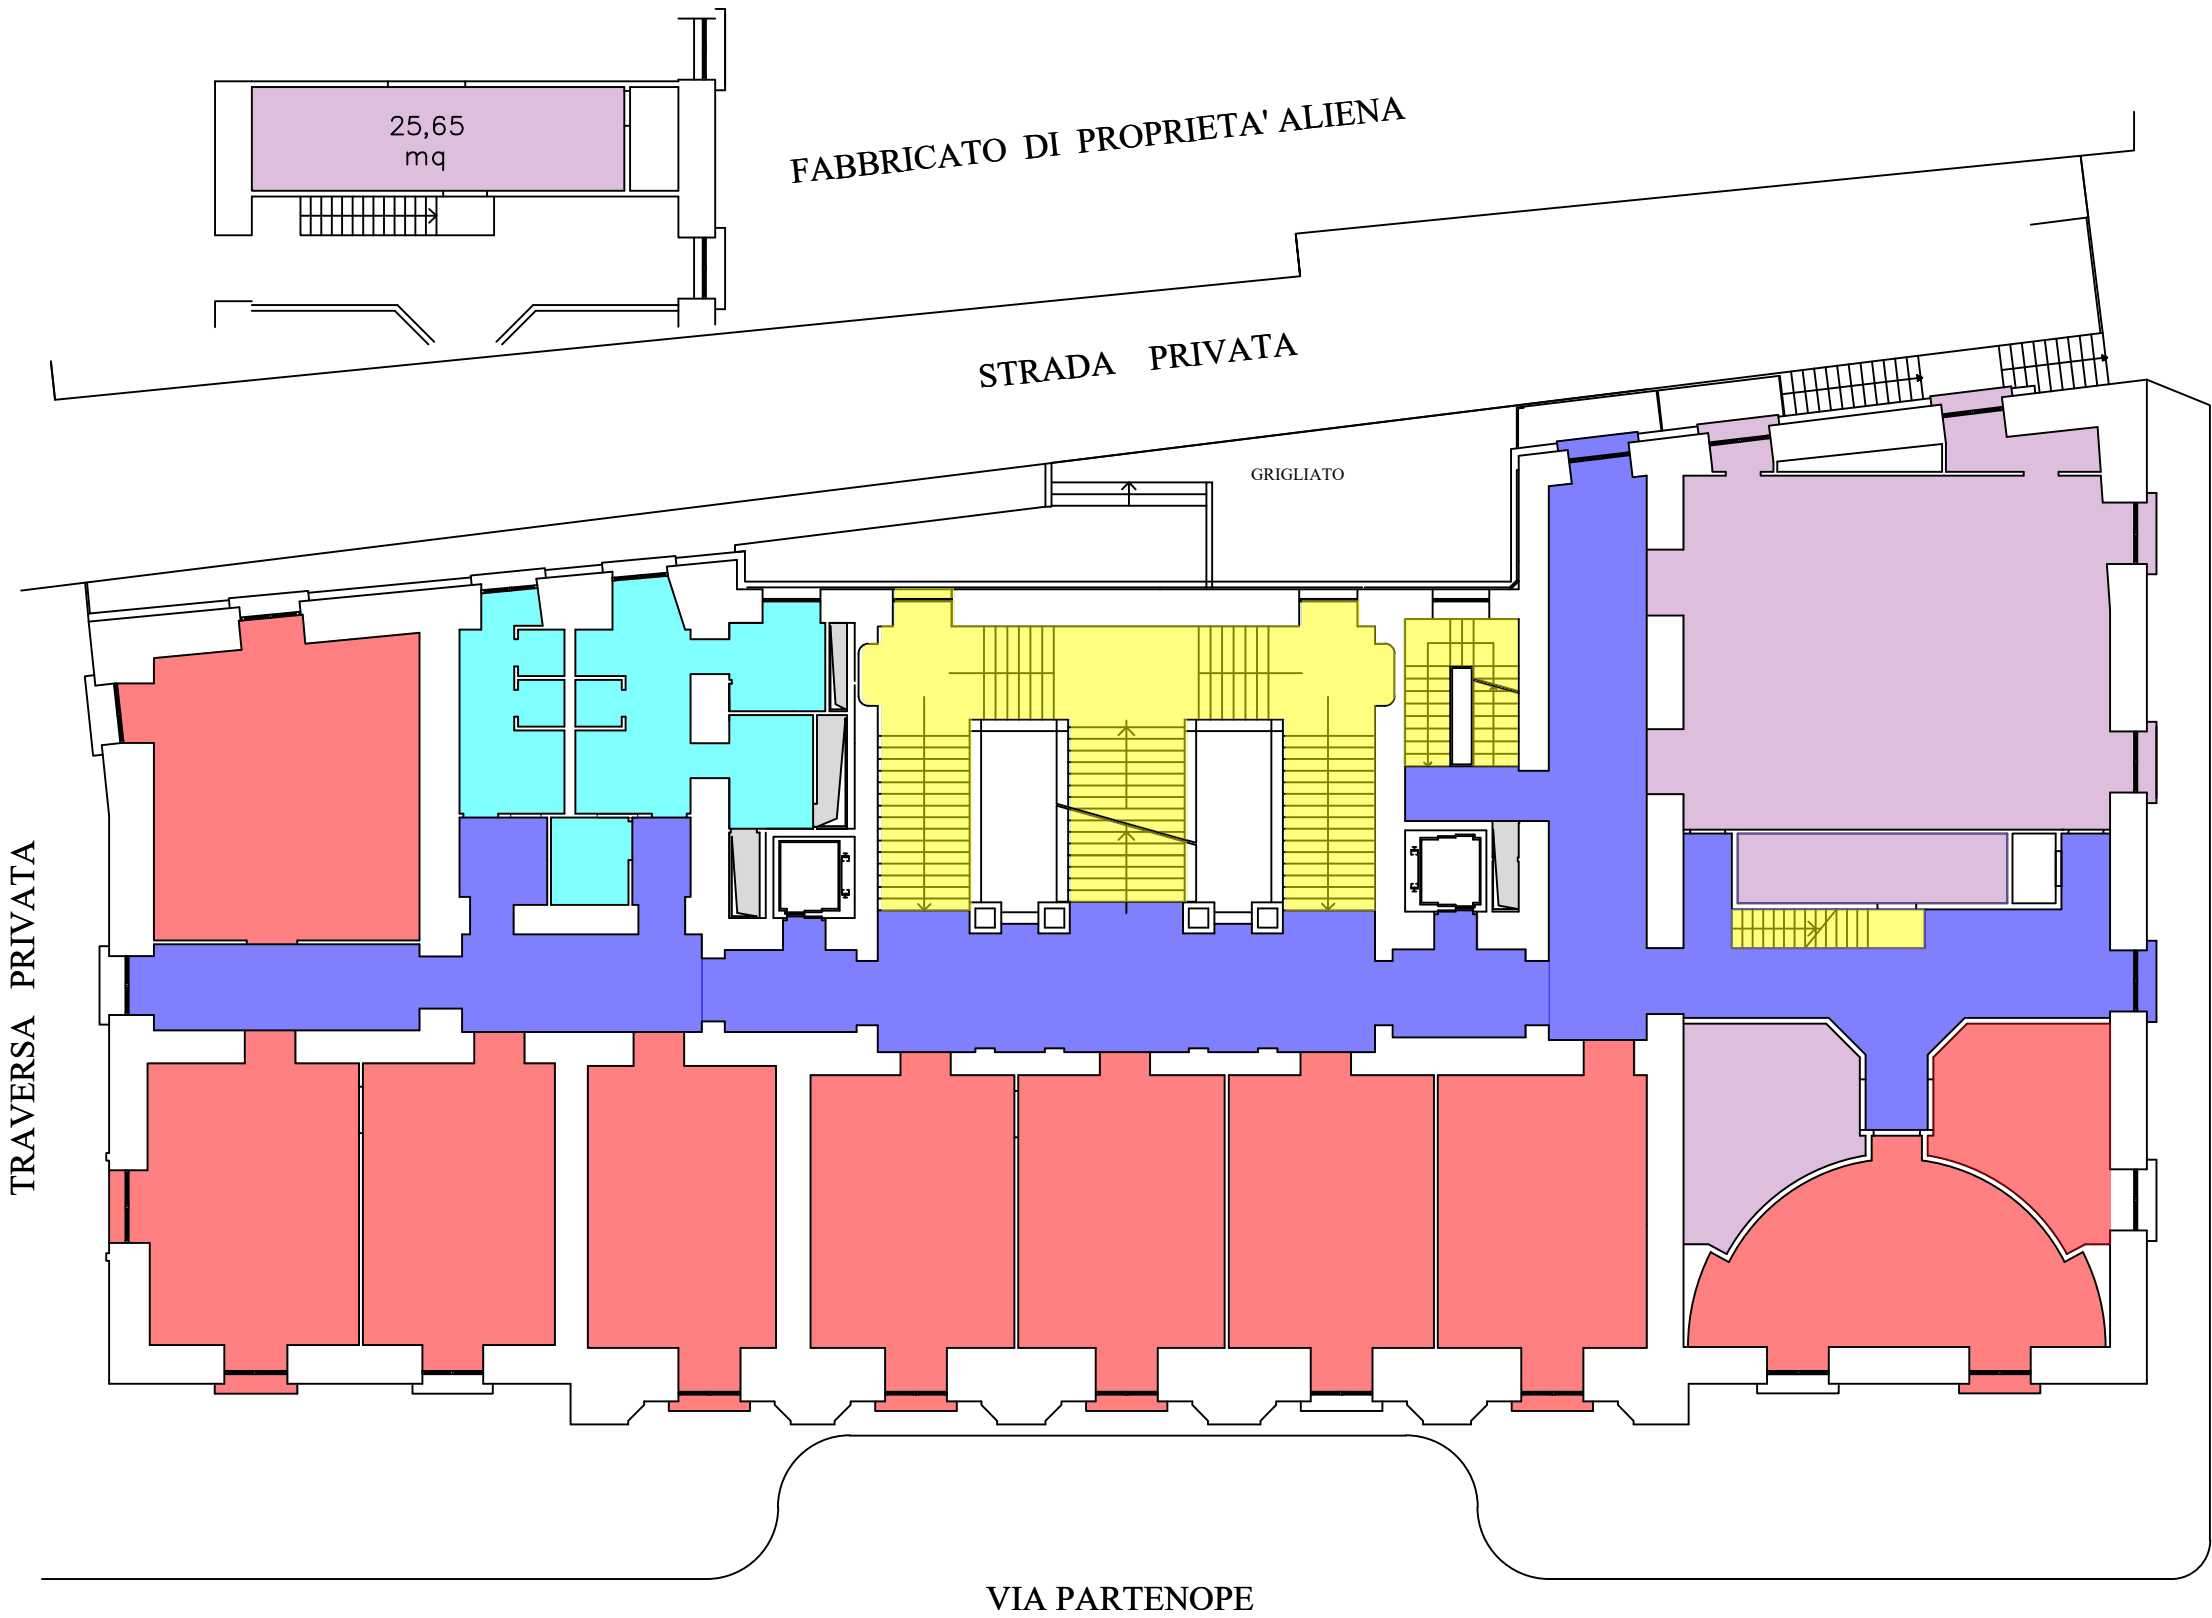 25,65
mq
FABBRICATO DI PROPRIETA' ALIENA
STRADA PRIVATA
GRIGLIATO
TRAVERSA PRIVATA
VIA PARTENOPE